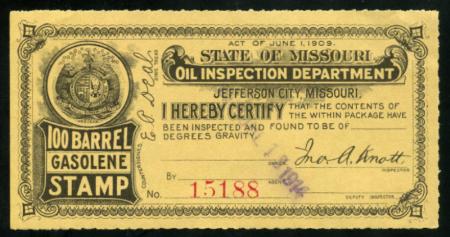 ACT OF JUNE 1, 1909.
STATE OF MISSOURI
OIL INSPECTION DEPARTMENT
JEFFERSON CITY, MISSOURI.
I HEREBY CERTIFY THAT THE CONTENTS OF
THE WITHIN PACKAGE HAVE
BEEN INSPECTED AND FOUND TO BE OF
DEGREES GRAVITY.
Jno. A. Knott
INSPECTOR
BY
AGENT
DEPUTY INSPECTOR
No. 15188
1914
100 BARREL
GASOLENE
STAMP
COUNTERSIGNED